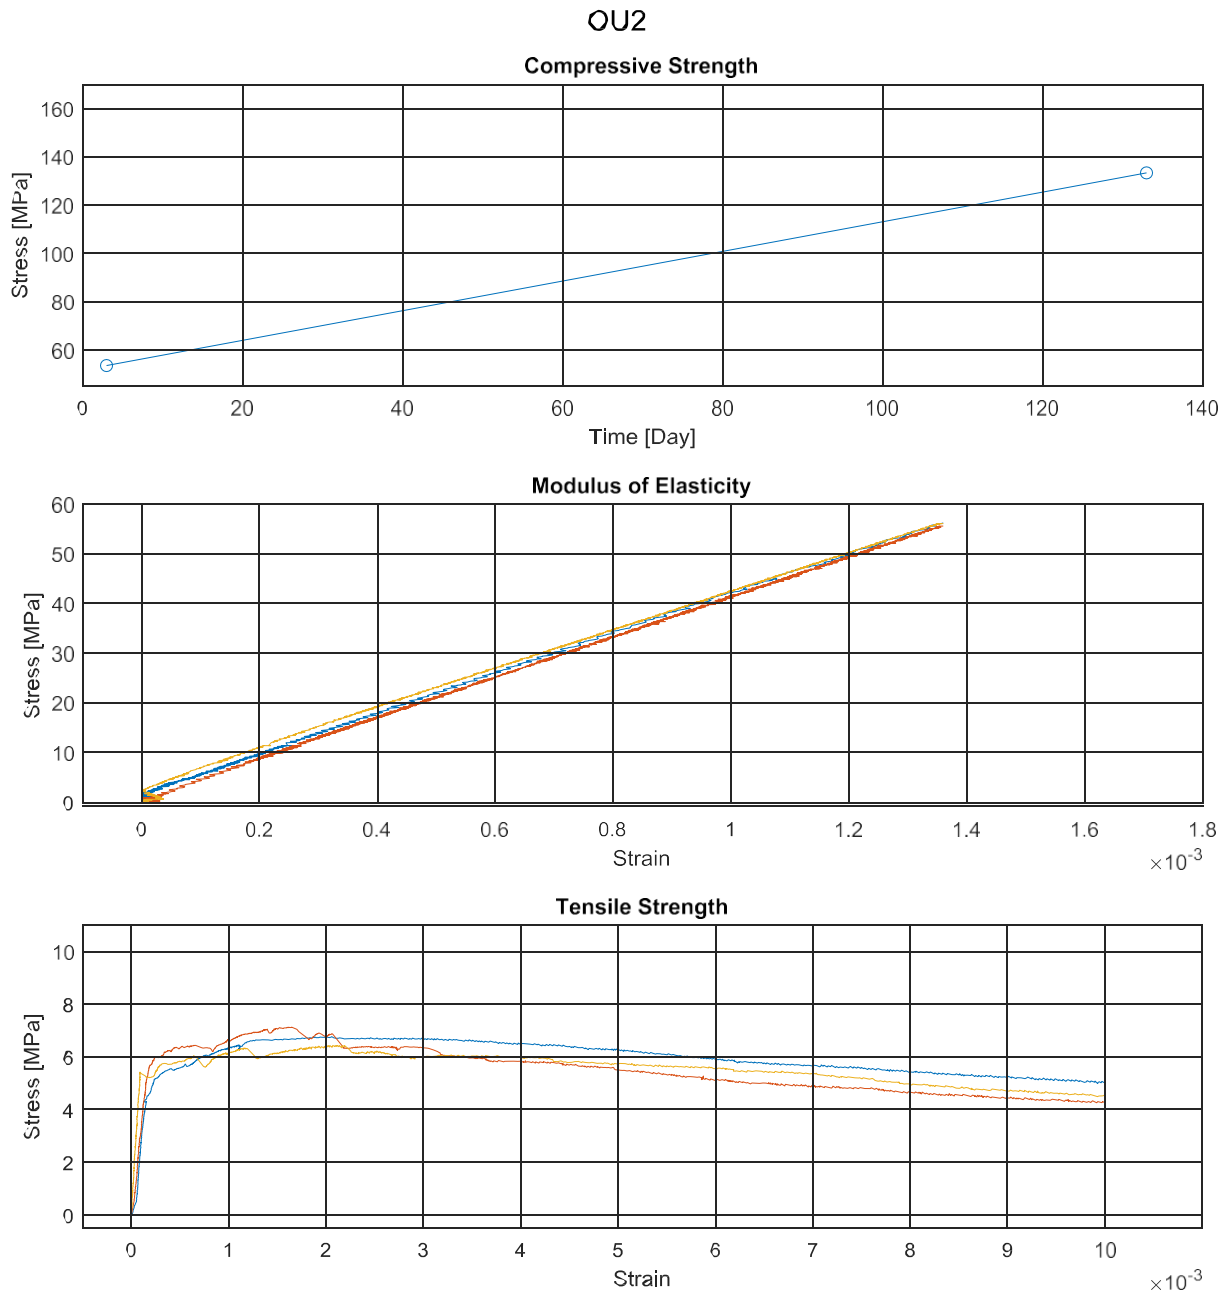 OU2
Compressive Strength
160
140
120
100
80
60
Stress [MPa]
0 20 40 60 80 100 120 140
Time [Day]
Modulus of Elasticity
60
50
40
30
20
10
0
Stress [MPa]
0 0.2 0.4 0.6 0.8 1 1.2 1.4 1.6 1.8
Strain
×10-3
Tensile Strength
10
8
6
4
2
0
Stress [MPa]
0 1 2 3 4 5 6 7 8 9 10
Strain
×10-3